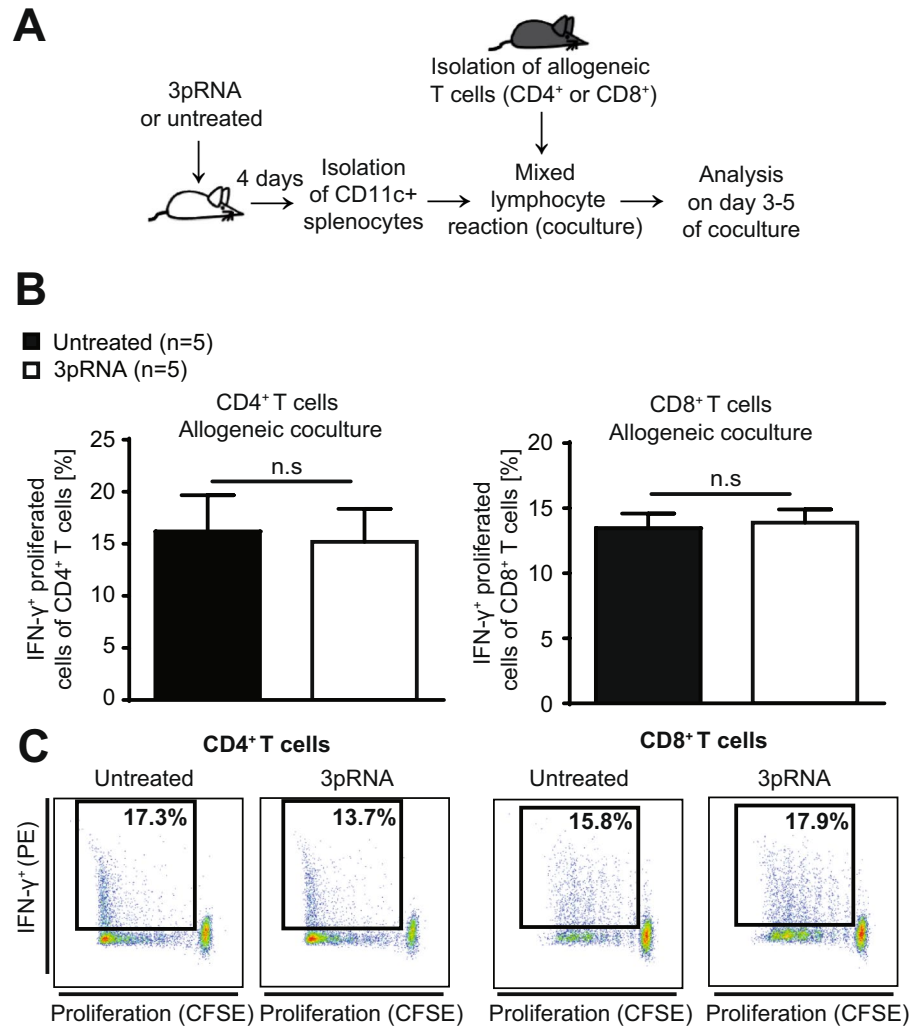 A
3pRNA
or untreated
4 days
Isolation
of CD11c+
splenocytes
Isolation of allogeneic
T cells (CD4⁺ or CD8⁺)
Mixed
lymphocyte
reaction (coculture)
Analysis
on day 3-5
of coculture
B
Untreated (n=5)
3pRNA (n=5)
CD4⁺ T cells
Allogeneic coculture
IFN-γ⁺ proliferated
cells of CD4⁺ T cells [%]
25
20
15
10
5
0
n.s
CD8⁺ T cells
Allogeneic coculture
IFN-γ⁺ proliferated
cells of CD8⁺ T cells [%]
20
15
10
5
0
n.s
C
CD4⁺ T cells
Untreated
3pRNA
17.3%
13.7%
IFN-γ⁺ (PE)
Proliferation (CFSE)
Proliferation (CFSE)
CD8⁺ T cells
Untreated
3pRNA
15.8%
17.9%
Proliferation (CFSE)
Proliferation (CFSE)